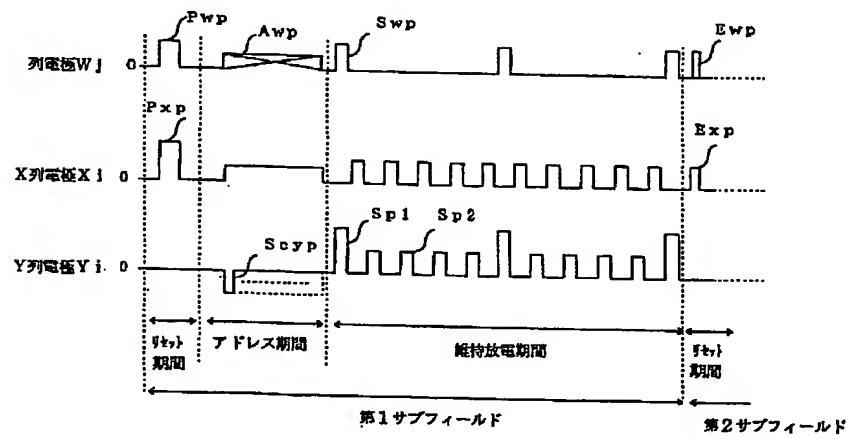 Pwp
Awp
Swp
Ewp
列電極Wj 0
Pxp
Exp
X列電極Xi 0
Sp1 Sp2
Scyp
Y列電極Yi 0
リセット期間
アドレス期間
維持放電期間
リセット期間
第1サブフィールド
第2サブフィールド